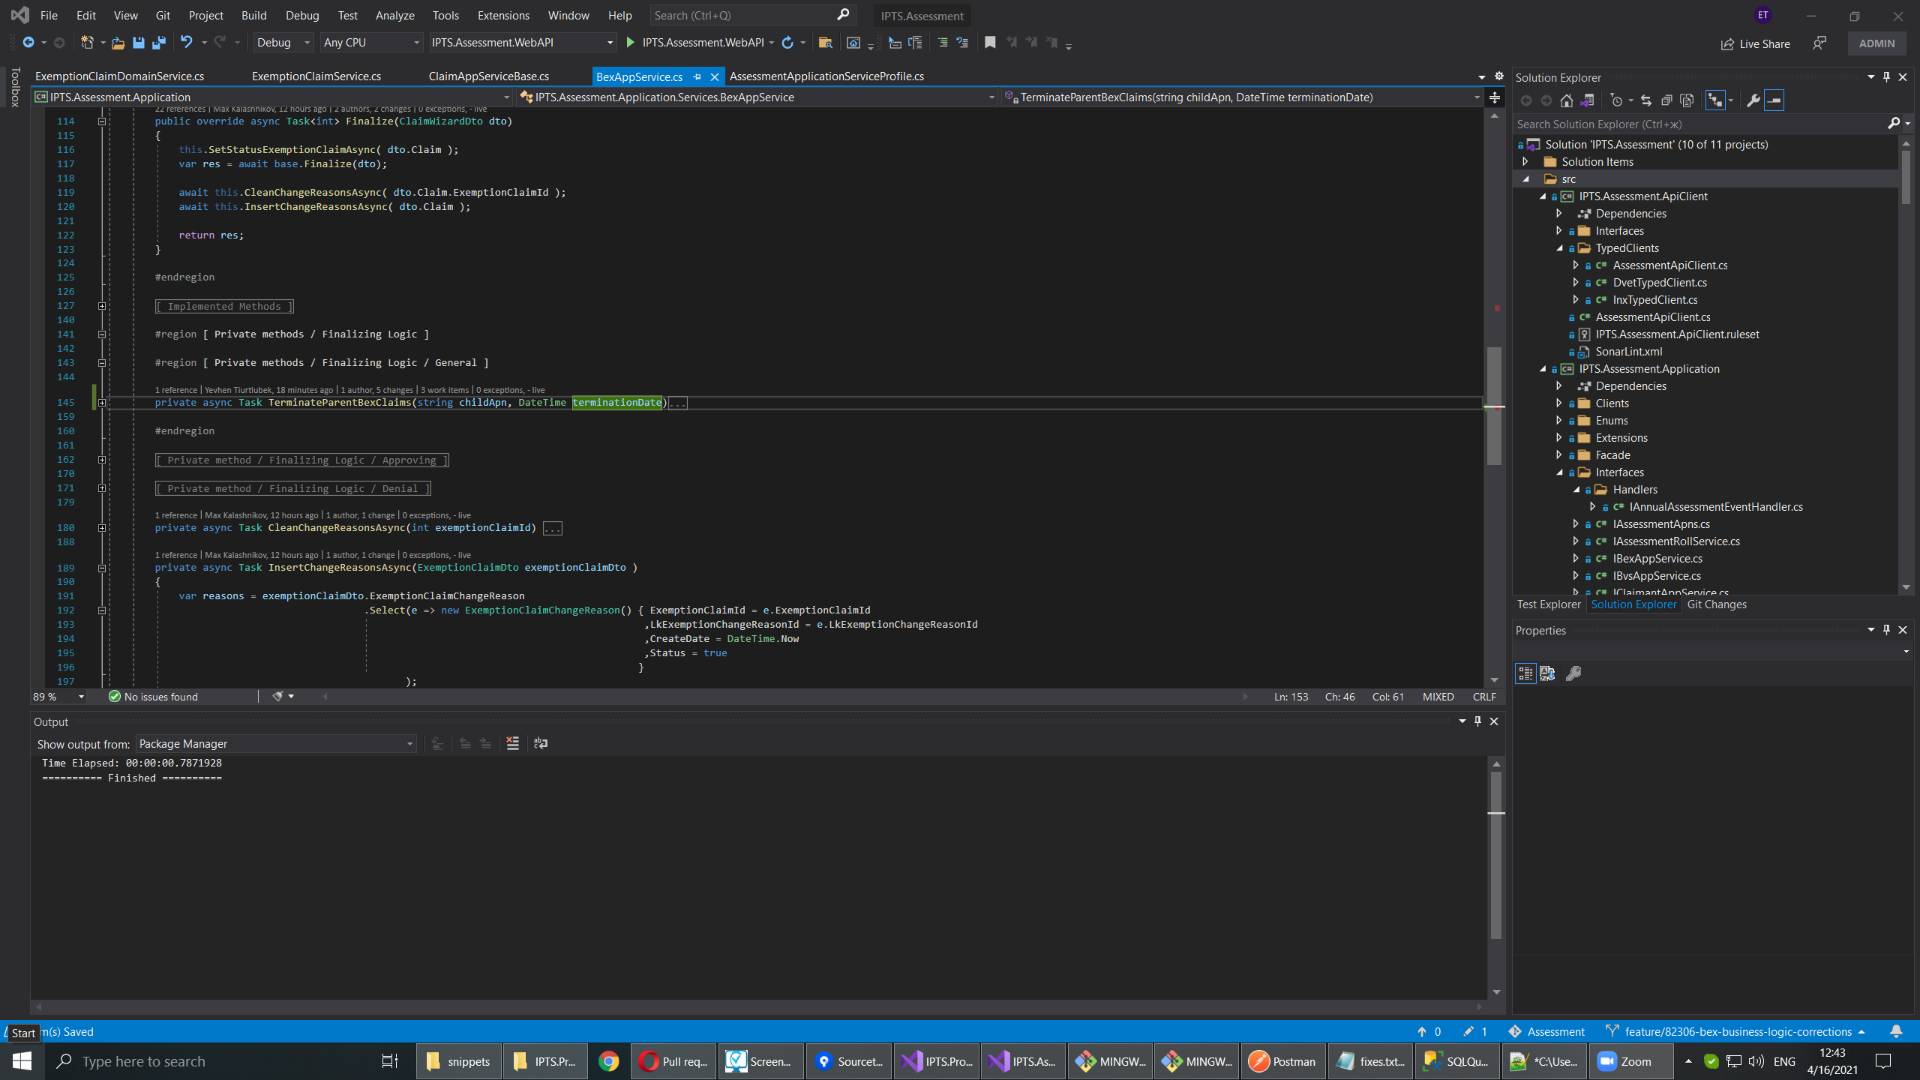 File Edit View Git Project Build Debug Test Analyze Tools Extensions Window Help Search (Ctrl+Q) IPTS.Assessment ET
Debug Any CPU IPTS.Assessment.WebAPI IPTS.Assessment.WebAPI Live Share ADMIN
Toolbox
ExemptionClaimDomainService.cs ExemptionClaimService.cs ClaimAppServiceBase.cs BexAppService.cs AssessmentApplicationServiceProfile.cs
IPTS.Assessment.Application IPTS.Assessment.Application.Services.BexAppService TerminateParentBexClaims(string childApn, DateTime terminationDate)
22 references | Max Kalashnikov, 12 hours ago | 2 authors, 2 changes | 0 exceptions, - live
114 public override async Task<int> Finalize(ClaimWizardDto dto)
115 {
116 this.SetStatusExemptionClaimAsync( dto.Claim );
117 var res = await base.Finalize(dto);
118
119 await this.CleanChangeReasonsAsync( dto.Claim.ExemptionClaimId );
120 await this.InsertChangeReasonsAsync( dto.Claim );
121
122 return res;
123 }
124
125 #endregion
126
127 [ Implemented Methods ]
140
141 #region [ Private methods / Finalizing Logic ]
142
143 #region [ Private methods / Finalizing Logic / General ]
144
1 reference | Yevhen Tiurtiubek, 18 minutes ago | 1 author, 5 changes | 3 work items | 0 exceptions, - live
145 private async Task TerminateParentBexClaims(string childApn, DateTime terminationDate)...
159
160 #endregion
161
162 [ Private method / Finalizing Logic / Approving ]
170
171 [ Private method / Finalizing Logic / Denial ]
179
1 reference | Max Kalashnikov, 12 hours ago | 1 author, 1 change | 0 exceptions, - live
180 private async Task CleanChangeReasonsAsync(int exemptionClaimId) ...
188
1 reference | Max Kalashnikov, 12 hours ago | 1 author, 1 change | 0 exceptions, - live
189 private async Task InsertChangeReasonsAsync(ExemptionClaimDto exemptionClaimDto )
190 {
191 var reasons = exemptionClaimDto.ExemptionClaimChangeReason
192 .Select(e => new ExemptionClaimChangeReason() { ExemptionClaimId = e.ExemptionClaimId
193 ,LkExemptionChangeReasonId = e.LkExemptionChangeReasonId
194 ,CreateDate = DateTime.Now
195 ,Status = true
196 }
197 );
89 % No issues found Ln: 153 Ch: 46 Col: 61 MIXED CRLF
Output
Show output from: Package Manager
Time Elapsed: 00:00:00.7871928
========== Finished ==========
Solution Explorer
Search Solution Explorer (Ctrl+ж)
Solution 'IPTS.Assessment' (10 of 11 projects)
Solution Items
src
IPTS.Assessment.ApiClient
Dependencies
Interfaces
TypedClients
AssessmentApiClient.cs
DvetTypedClient.cs
InxTypedClient.cs
AssessmentApiClient.cs
IPTS.Assessment.ApiClient.ruleset
SonarLint.xml
IPTS.Assessment.Application
Dependencies
Clients
Enums
Extensions
Facade
Interfaces
Handlers
IAnnualAssessmentEventHandler.cs
IAssessmentApns.cs
IAssessmentRollService.cs
IBexAppService.cs
IBvsAppService.cs
IClaimantAppService.cs
Test Explorer Solution Explorer Git Changes
Properties
Start m(s) Saved 0 1 Assessment feature/82306-bex-business-logic-corrections
Type here to search snippets IPTS.Pr... Pull req... Screen... Sourcet... IPTS.Pro... IPTS.As... MINGW... MINGW... Postman fixes.txt... SQLQu... *C:\Use... Zoom ENG 12:43
4/16/2021